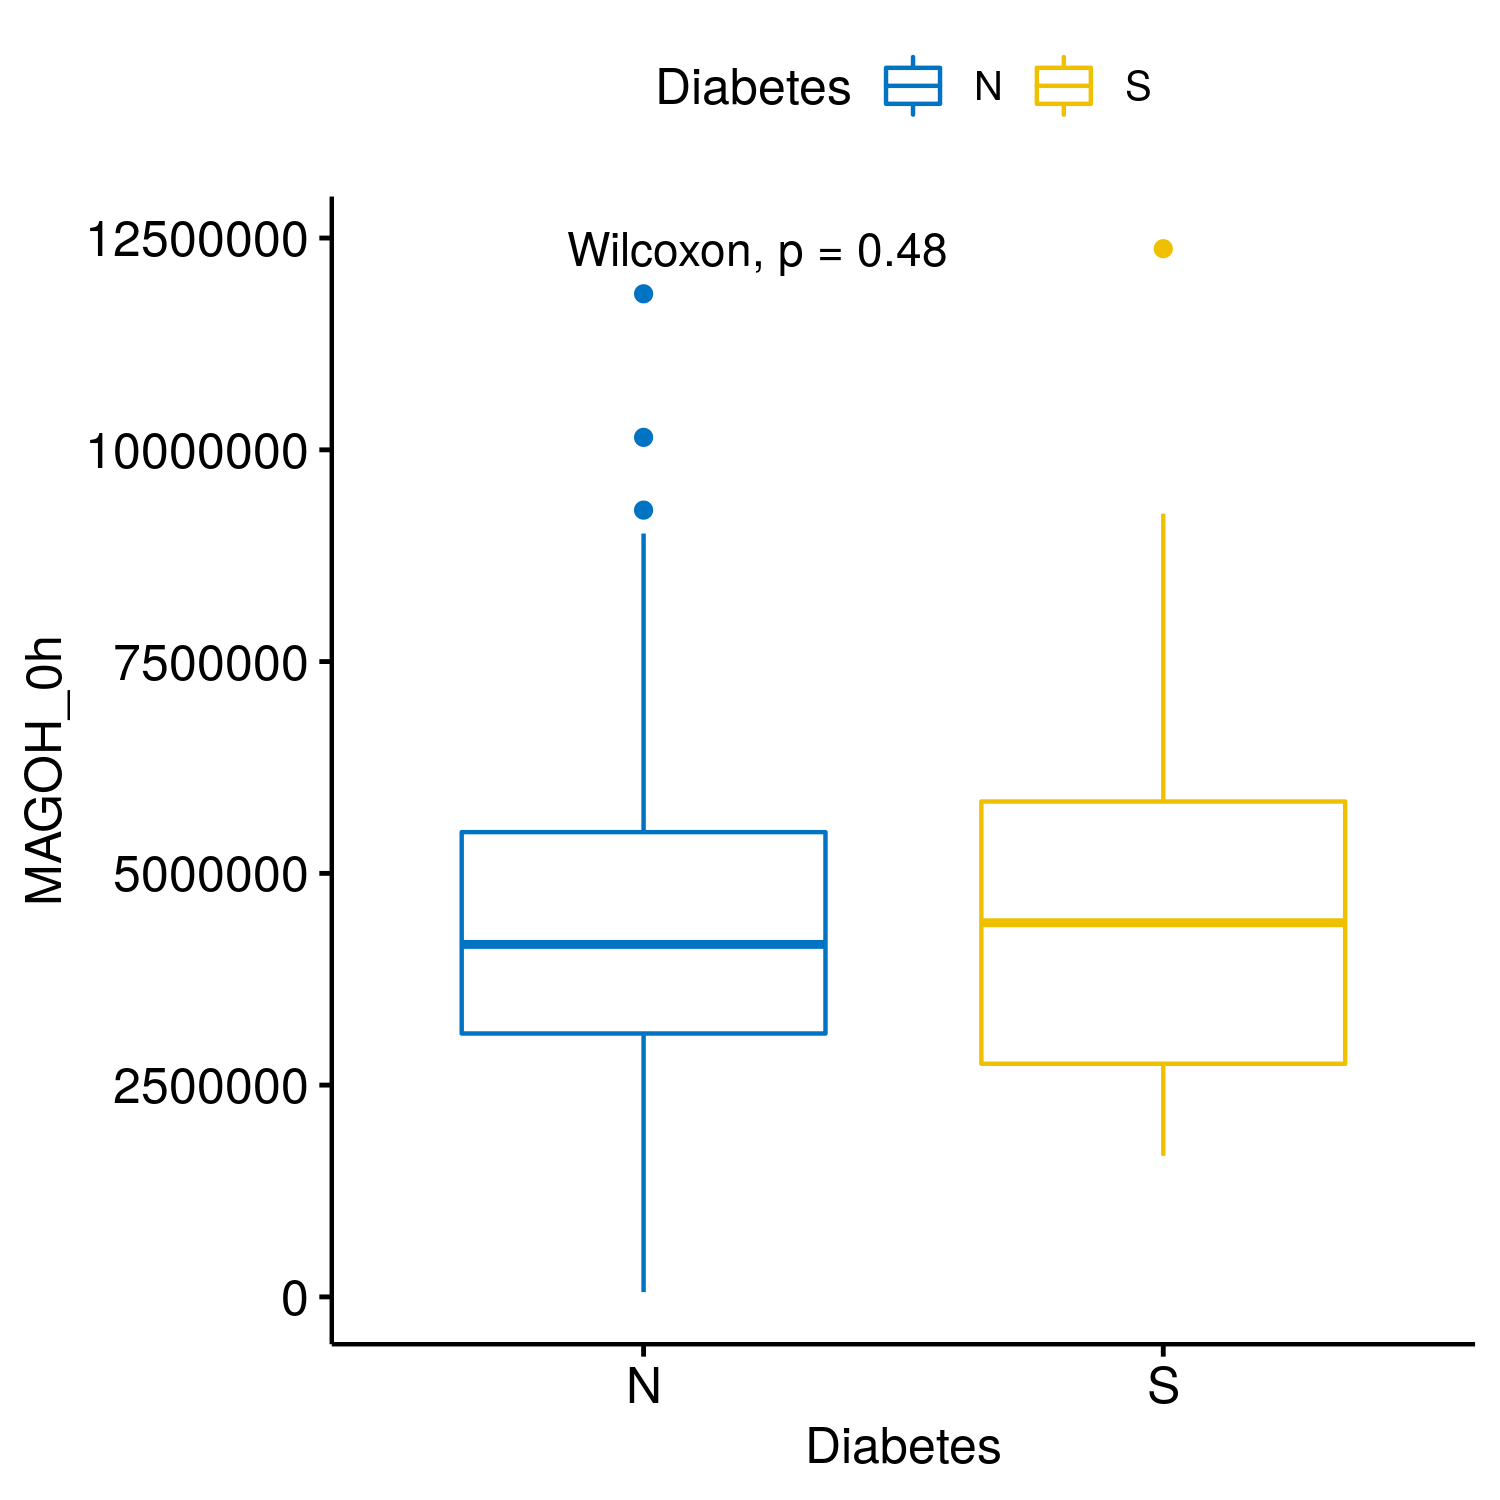 Diabetes N S
12500000
Wilcoxon, p = 0.48
10000000
7500000
5000000
2500000
0
MAGOH_0h
N S
Diabetes